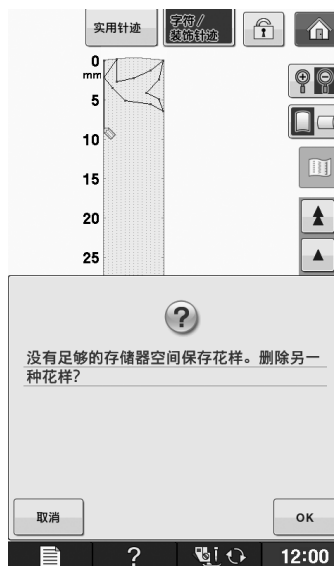 实用针迹
字符/
装饰针迹
0
mm
5
10
15
20
25
没有足够的存储器空间保存花样。删除另一
种花样?
取消
OK
?
12:00